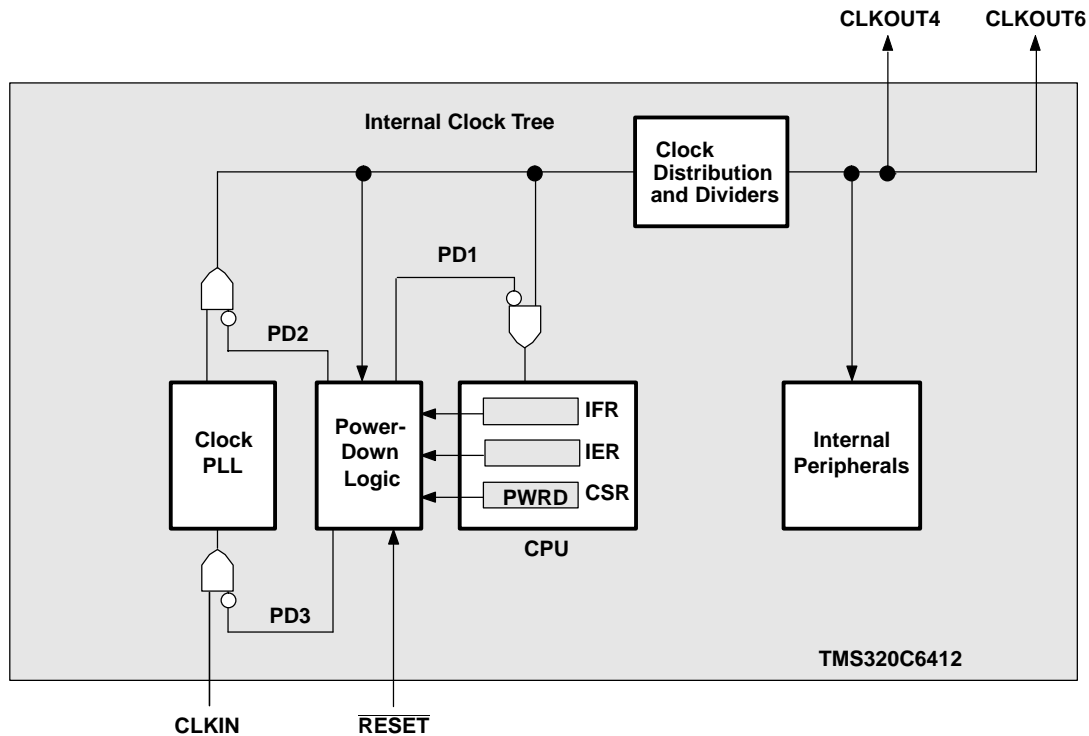 CLKOUT4 CLKOUT6
Internal Clock Tree
Clock
Distribution
and Dividers
PD1
PD2
Clock
PLL
Power-
Down
Logic
IFR
IER
PWRD CSR
CPU
Internal
Peripherals
PD3
TMS320C6412
CLKIN RESET